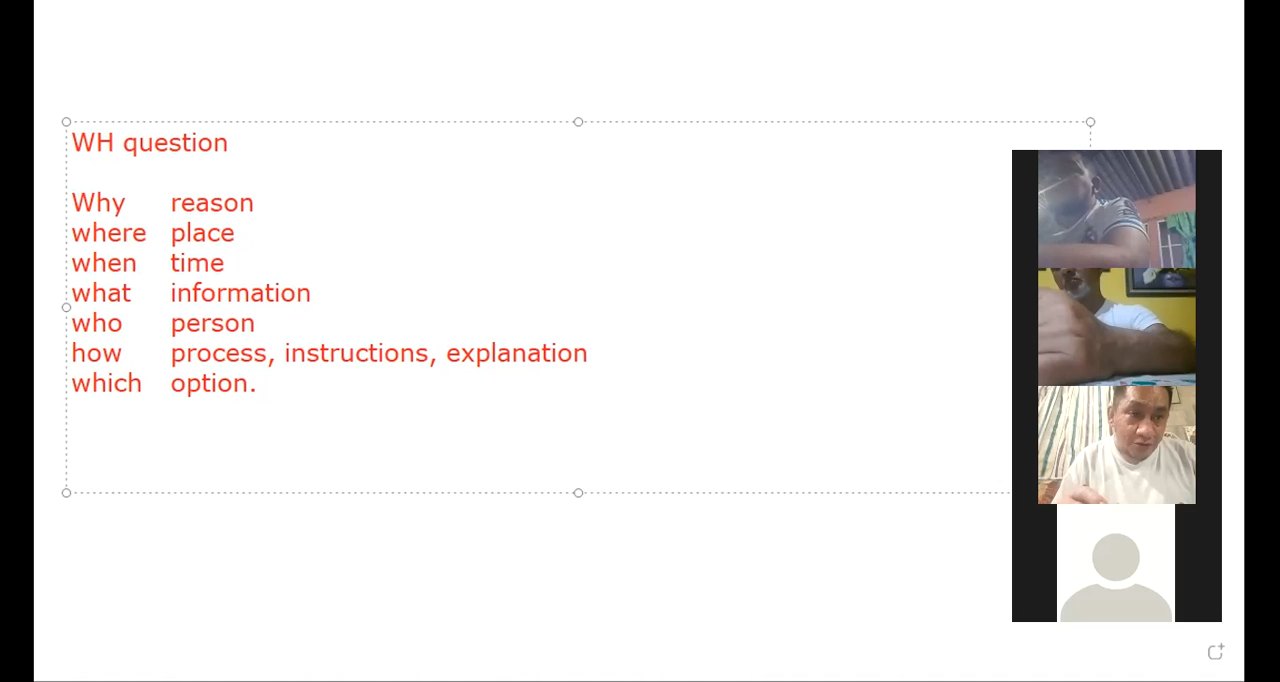 WH question
Why reason
where place
when time
what information
who person
how process, instructions, explanation
which option.